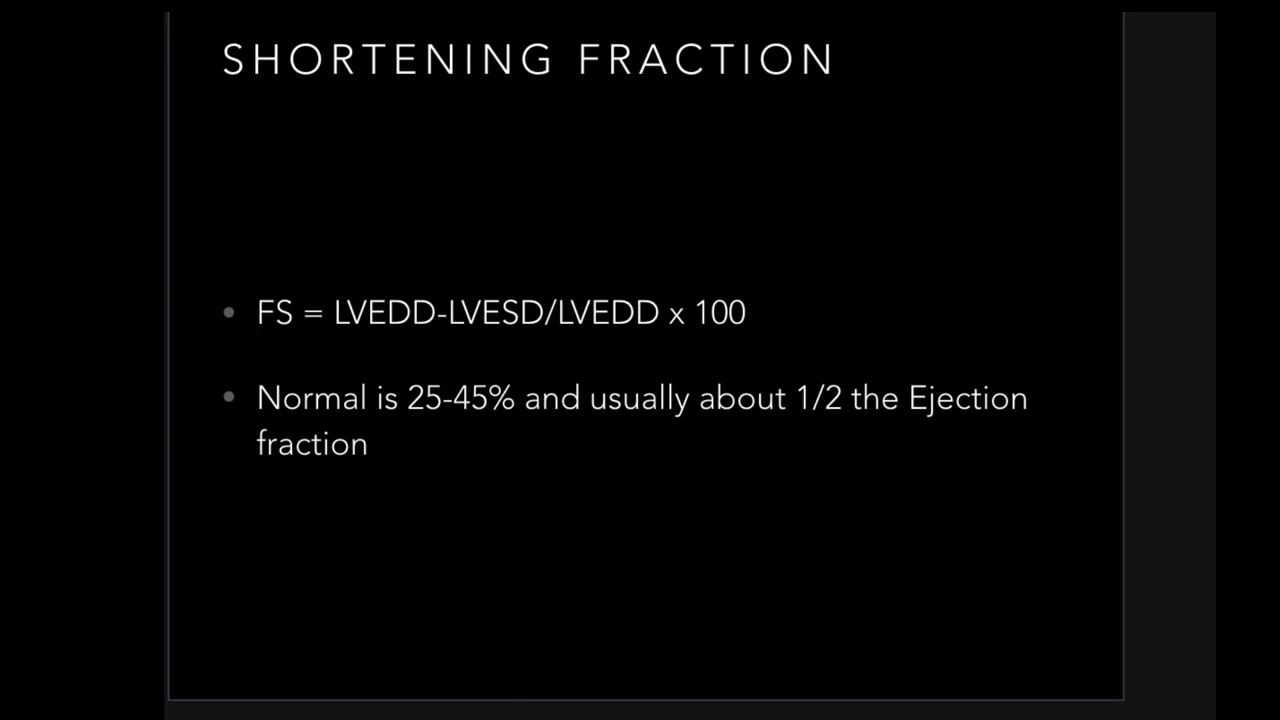 SHORTENING FRACTION
• FS = LVEDD-LVESD/LVEDD x 100
• Normal is 25-45% and usually about 1/2 the Ejection
fraction